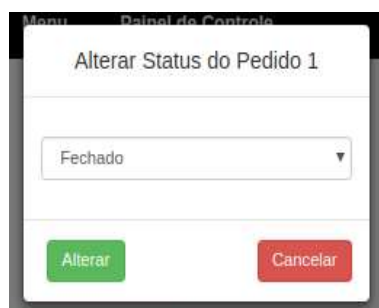 Menu Painel de Controle
Alterar Status do Pedido 1
Fechado
Alterar Cancelar